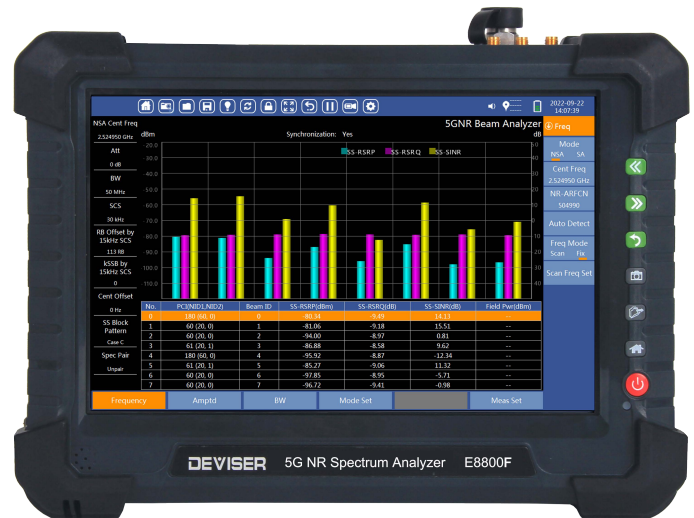 2022-09-22
14:07:39
NSA Cent Freq
2.524950 GHz
Att
0 dB
BW
50 MHz
SCS
30 kHz
RB Offset by
15kHz SCS
113 RB
kSSB by
15kHz SCS
0
Cent Offset
0 Hz
SS Block
Pattern
Case C
Spec Pair
Unpair
5GNR Beam Analyzer
dBm Synchronization: Yes dB
SS-RSRP SS-RSRQ SS-SINR
-20.0
-30.0
-40.0
-50.0
-60.0
-70.0
-80.0
-90.0
-100.0
-110.0
No. PCI(NID1,NID2) Beam ID SS-RSRP(dBm) SS-RSRQ(dB) SS-SINR(dB) Field Pwr(dBm)
0 180 (60, 0) 0 -80.34 -9.49 14.13 --
1 60 (20, 0) 1 -81.06 -9.18 15.51 --
2 60 (20, 0) 2 -94.00 -8.97 0.81 --
3 61 (20, 1) 3 -86.88 -8.58 9.62 --
4 180 (60, 0) 4 -95.92 -8.87 -12.34 --
5 61 (20, 1) 5 -85.27 -9.06 11.32 --
6 60 (20, 0) 6 -97.85 -8.95 -5.71 --
7 60 (20, 0) 7 -96.72 -9.41 -0.98 --
Freq
Mode
NSA SA
Cent Freq
2.524950 GHz
NR-ARFCN
504990
Auto Detect
Freq Mode
Scan Fix
Scan Freq Set
Frequency Amptd BW Mode Set Meas Set
DEVISER 5G NR Spectrum Analyzer E8800F